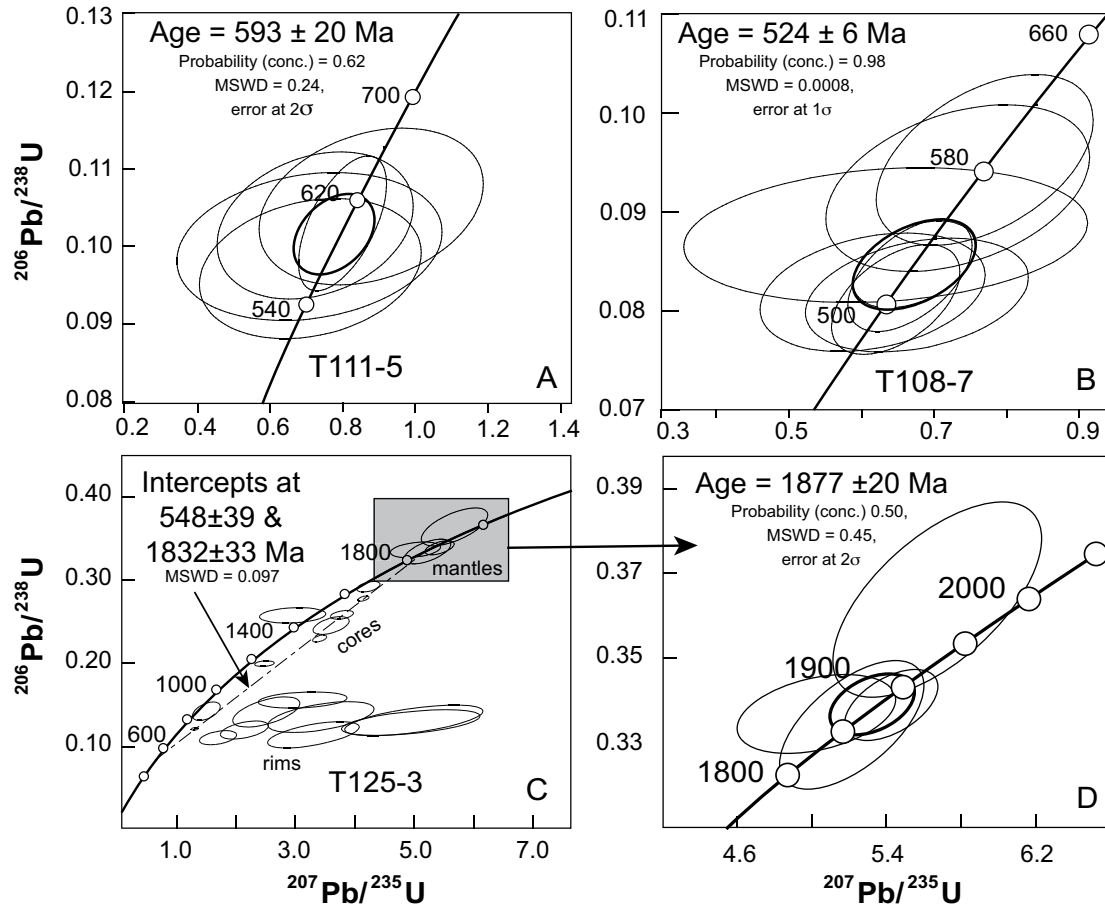 0.13
0.12
0.11
0.10
0.09
0.08
²⁰⁶Pb/²³⁸U
Age = 593 ± 20 Ma
Probability (conc.) = 0.62
MSWD = 0.24,
error at 2σ
700
620
540
T111-5
A
0.2 0.4 0.6 0.8 1.0 1.2 1.4
0.11
0.10
0.09
0.08
0.07
Age = 524 ± 6 Ma
Probability (conc.) = 0.98
MSWD = 0.0008,
error at 1σ
660
580
500
T108-7
B
0.3 0.5 0.7 0.9
0.40
0.30
0.20
0.10
²⁰⁶Pb/²³⁸U
Intercepts at
548±39 &
1832±33 Ma
MSWD = 0.097
1800
1400
1000
600
mantles
cores
rims
T125-3
C
1.0 3.0 5.0 7.0
²⁰⁷Pb/²³⁵U
0.39
0.37
0.35
0.33
Age = 1877 ±20 Ma
Probability (conc.) 0.50,
MSWD = 0.45,
error at 2σ
2000
1900
1800
D
4.6 5.4 6.2
²⁰⁷Pb/²³⁵U